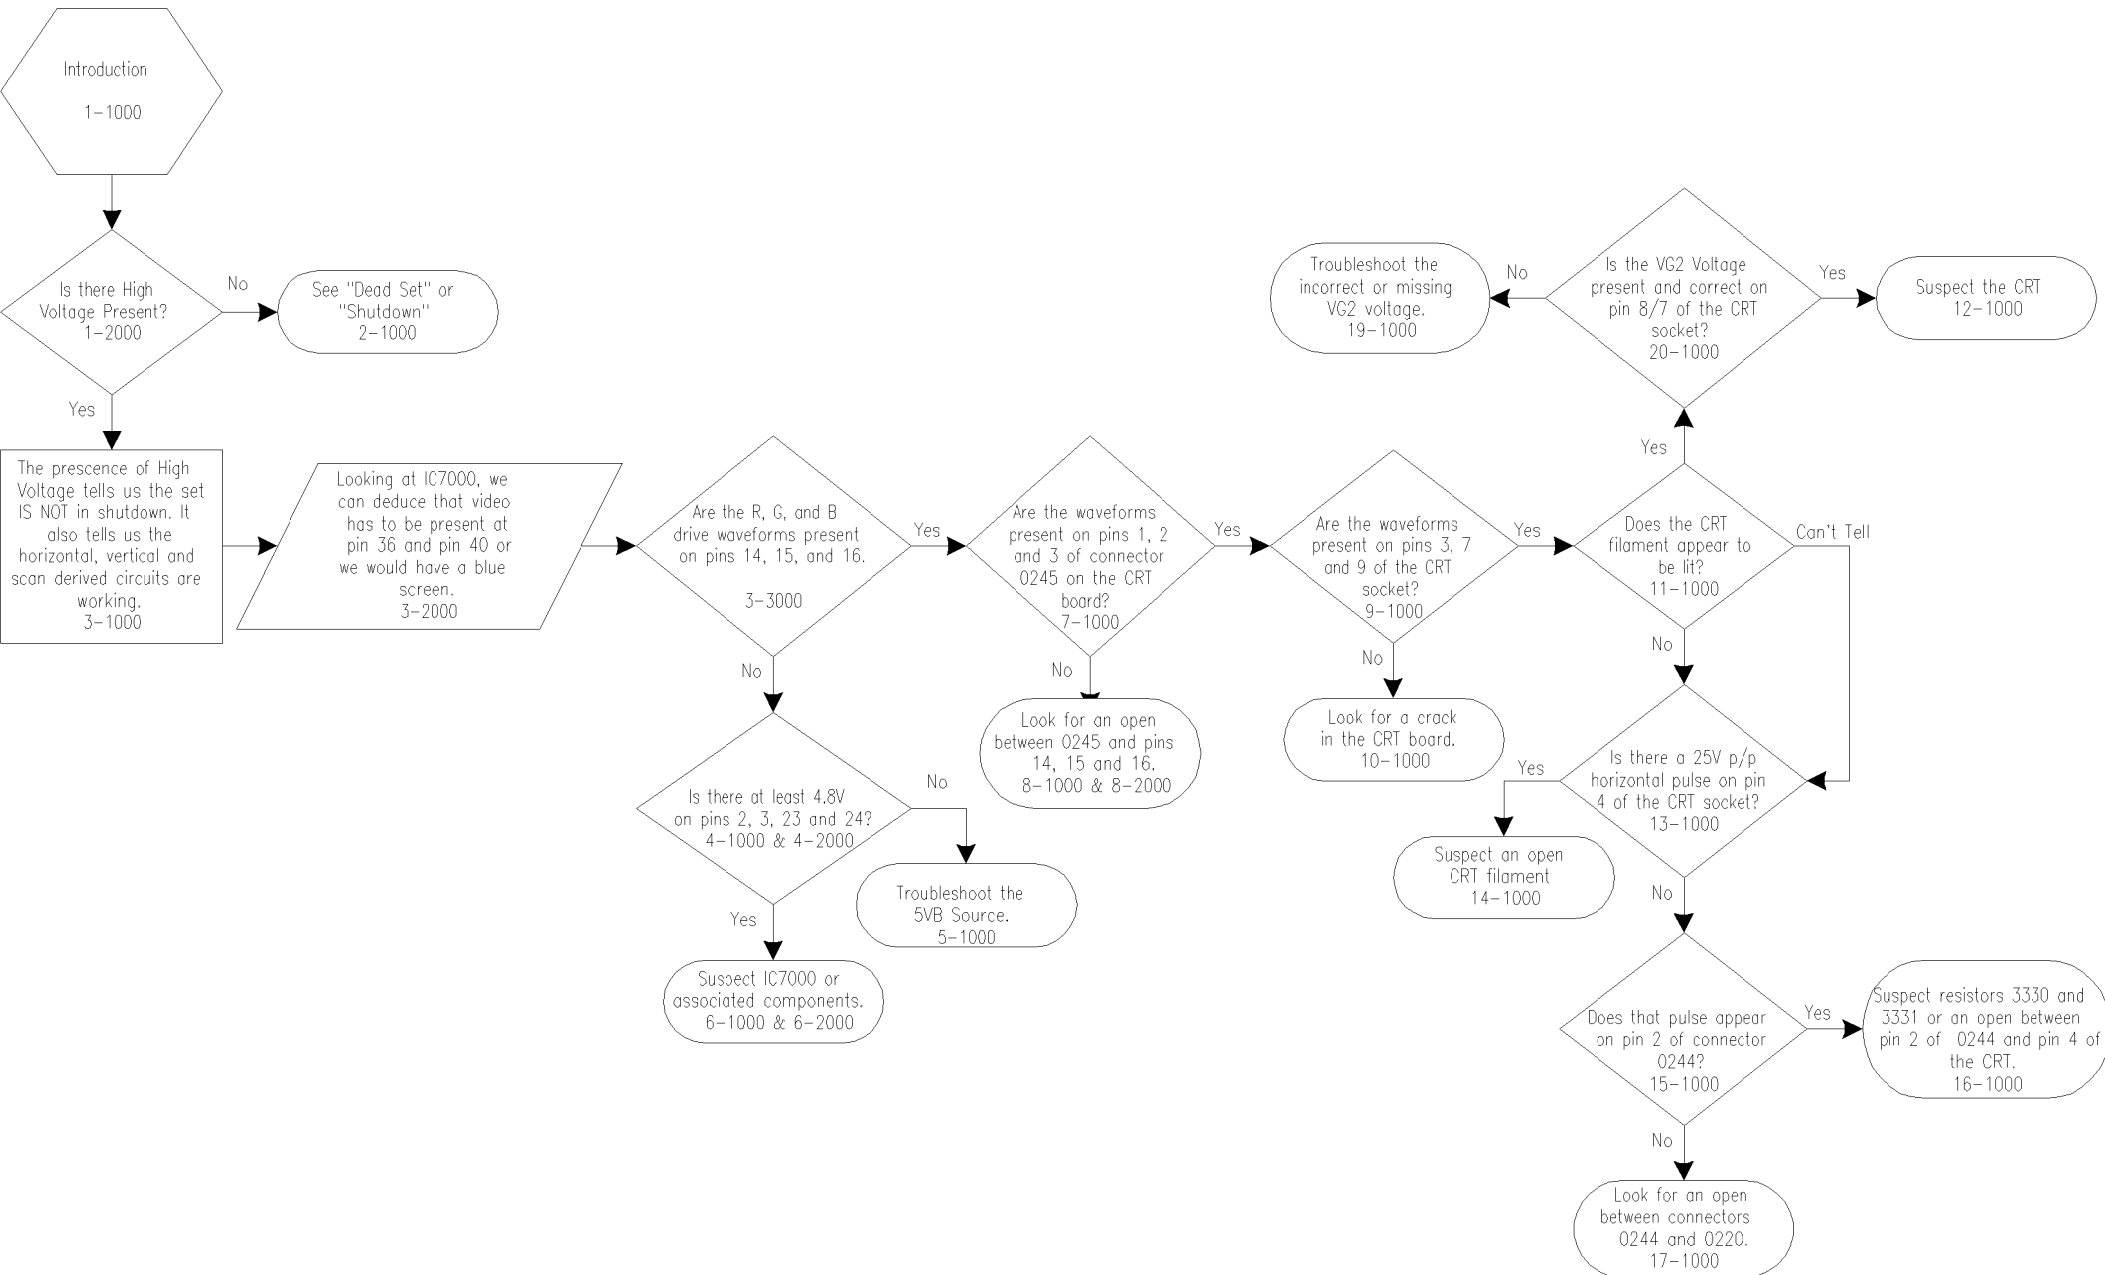 Introduction
1-1000
Is there High
Voltage Present?
1-2000
No
See "Dead Set" or
"Shutdown"
2-1000
Yes
The prescence of High
Voltage tells us the set
IS NOT in shutdown. It
also tells us the
horizontal, vertical and
scan derived circuits are
working.
3-1000
Looking at IC7000, we
can deduce that video
has to be present at
pin 36 and pin 40 or
we would have a blue
screen.
3-2000
Are the R, G, and B
drive waveforms present
on pins 14, 15, and 16.
3-3000
No
Is there at least 4.8V
on pins 2, 3, 23 and 24?
4-1000 & 4-2000
No
Troubleshoot the
5VB Source.
5-1000
Yes
Suspect IC7000 or
associated components.
6-1000 & 6-2000
Yes
Are the waveforms
present on pins 1, 2
and 3 of connector
0245 on the CRT
board?
7-1000
No
Look for an open
between 0245 and pins
14, 15 and 16.
8-1000 & 8-2000
Yes
Are the waveforms
present on pins 3, 7
and 9 of the CRT
socket?
9-1000
No
Look for a crack
in the CRT board.
10-1000
Yes
Does the CRT
filament appear to
be lit?
11-1000
Yes
Is the VG2 Voltage
present and correct on
pin 8/7 of the CRT
socket?
20-1000
No
Troubleshoot the
incorrect or missing
VG2 voltage.
19-1000
Yes
Suspect the CRT
12-1000
Can't Tell
No
Is there a 25V p/p
horizontal pulse on pin
4 of the CRT socket?
13-1000
Yes
Suspect an open
CRT filament
14-1000
No
Does that pulse appear
on pin 2 of connector
0244?
15-1000
Yes
Suspect resistors 3330 and
3331 or an open between
pin 2 of 0244 and pin 4 of
the CRT.
16-1000
No
Look for an open
between connectors
0244 and 0220.
17-1000